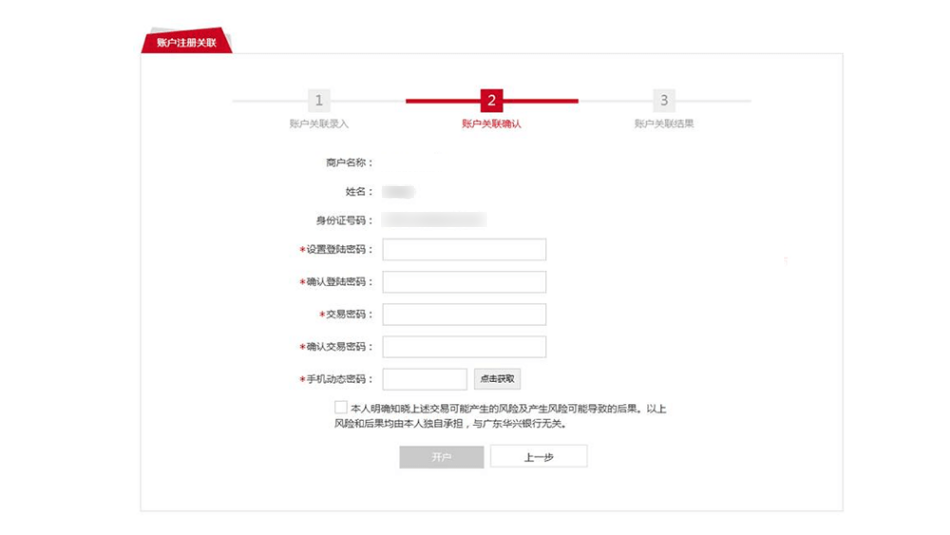 账户注册关联
1
2
3
账户关联录入
账户关联确认
账户关联结果
商户名称：
姓名：
身份证号码：
*设置登陆密码：
*确认登陆密码：
*交易密码：
*确认交易密码：
*手机动态密码：
点击获取
本人明确知晓上述交易可能产生的风险及产生风险可能导致的后果。以上
风险和后果均由本人独自承担，与广东华兴银行无关。
开户
上一步